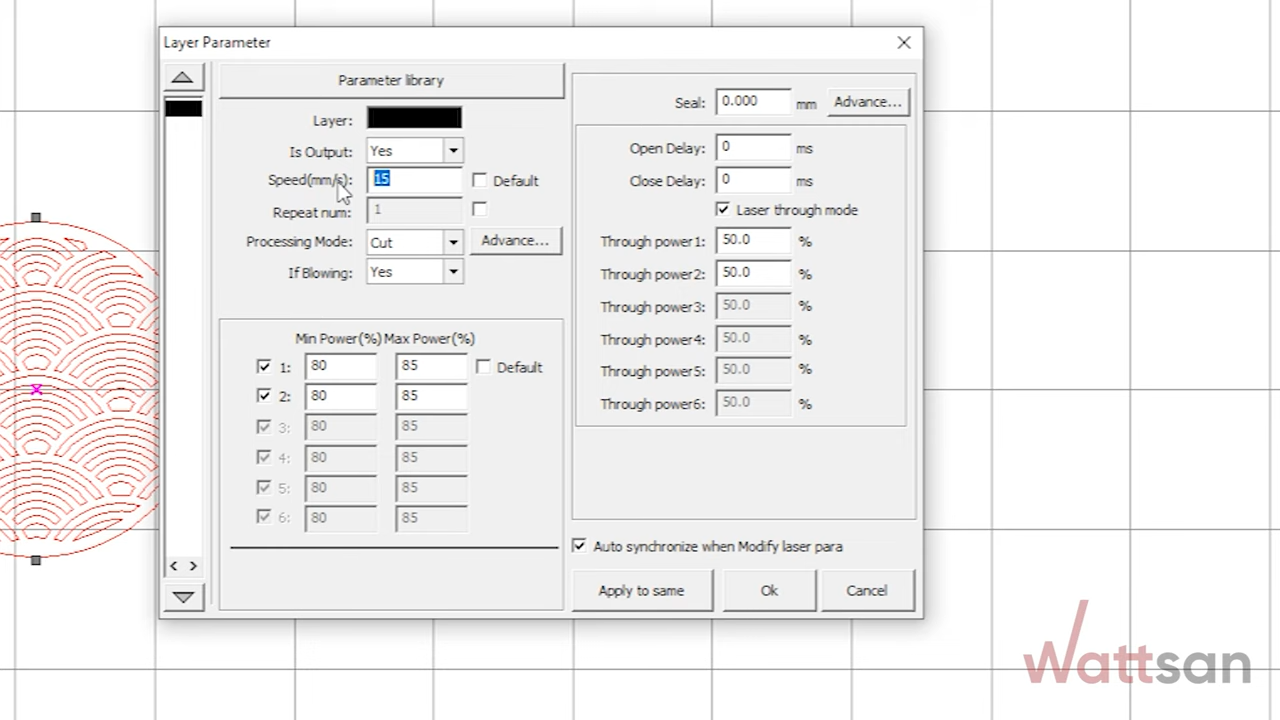 Layer Parameter
Parameter library
Layer:
Is Output: Yes
Speed(mm/s): 15 Default
Repeat num: 1
Processing Mode: Cut Advance...
If Blowing: Yes
Min Power(%) Max Power(%)
1: 80 85 Default
2: 80 85
3: 80 85
4: 80 85
5: 80 85
6: 80 85
Seal: 0.000 mm Advance...
Open Delay: 0 ms
Close Delay: 0 ms
Laser through mode
Through power1: 50.0 %
Through power2: 50.0 %
Through power3: 50.0 %
Through power4: 50.0 %
Through power5: 50.0 %
Through power6: 50.0 %
Auto synchronize when Modify laser para
Apply to same Ok Cancel
Wattsan